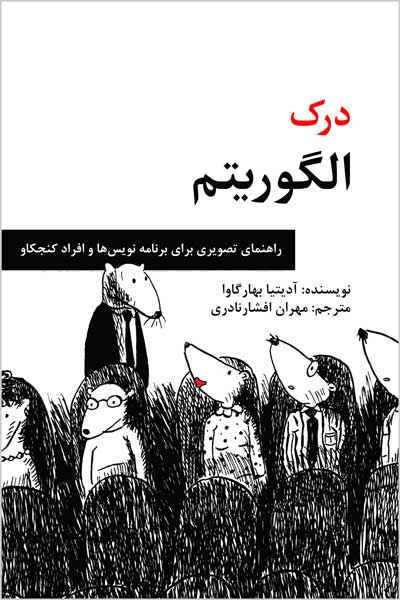 درک
الگوریتم
راهنمای تصویری برای برنامه نویس‌ها و افراد کنجکاو
نویسنده: آدیتیا بهارگاوا
مترجم: مهران افشارنادری